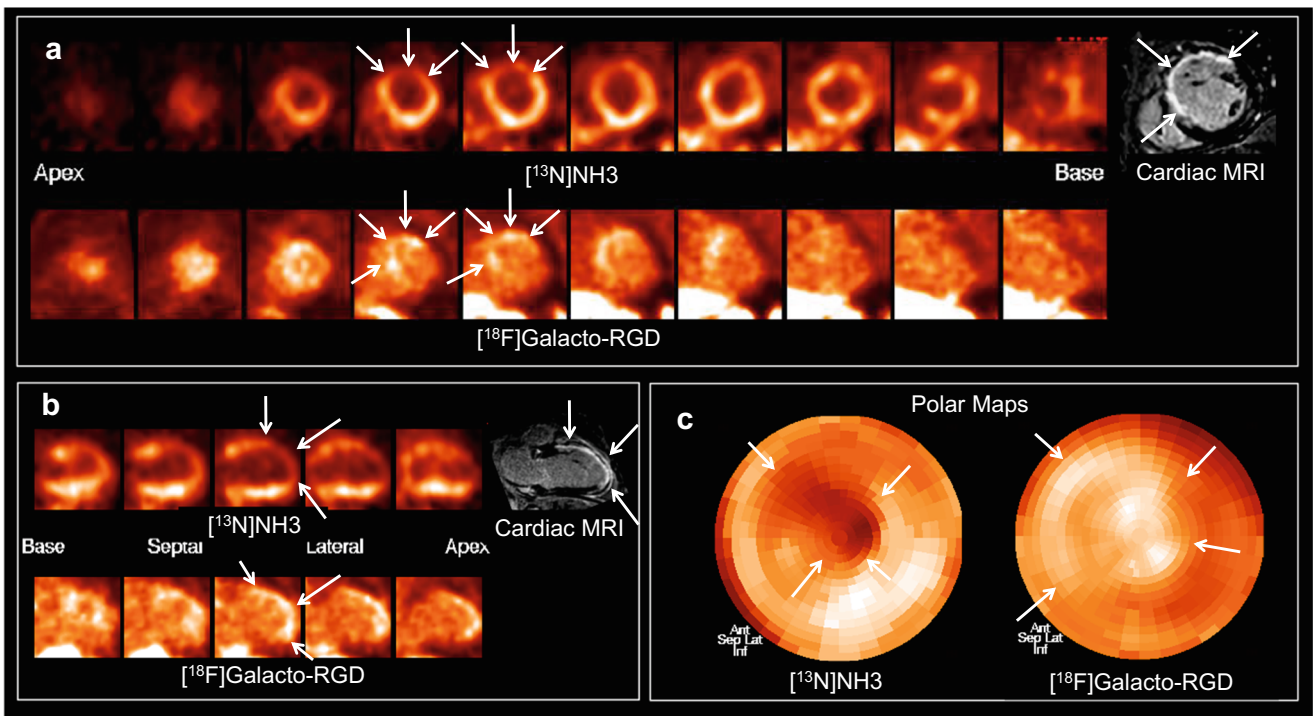 a
[¹³N]NH3
Apex
Base
Cardiac MRI
[¹⁸F]Galacto-RGD
b
[¹³N]NH3
Cardiac MRI
Base
Septal
Lateral
Apex
[¹⁸F]Galacto-RGD
c
Polar Maps
Ant
Sep Lat
Inf
Ant
Sep Lat
Inf
[¹³N]NH3
[¹⁸F]Galacto-RGD